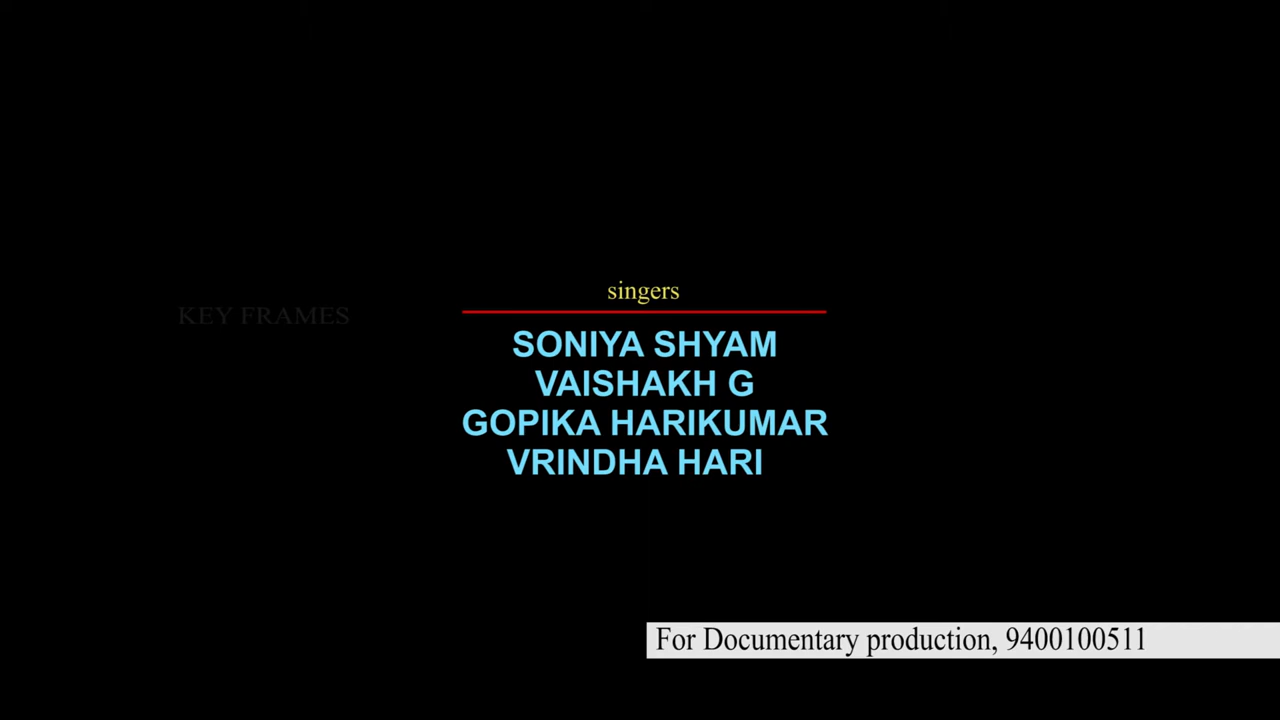 singers
KEY FRAMES
SONIYA SHYAM
VAISHAKH G
GOPIKA HARIKUMAR
VRINDHA HARI
For Documentary production, 9400100511